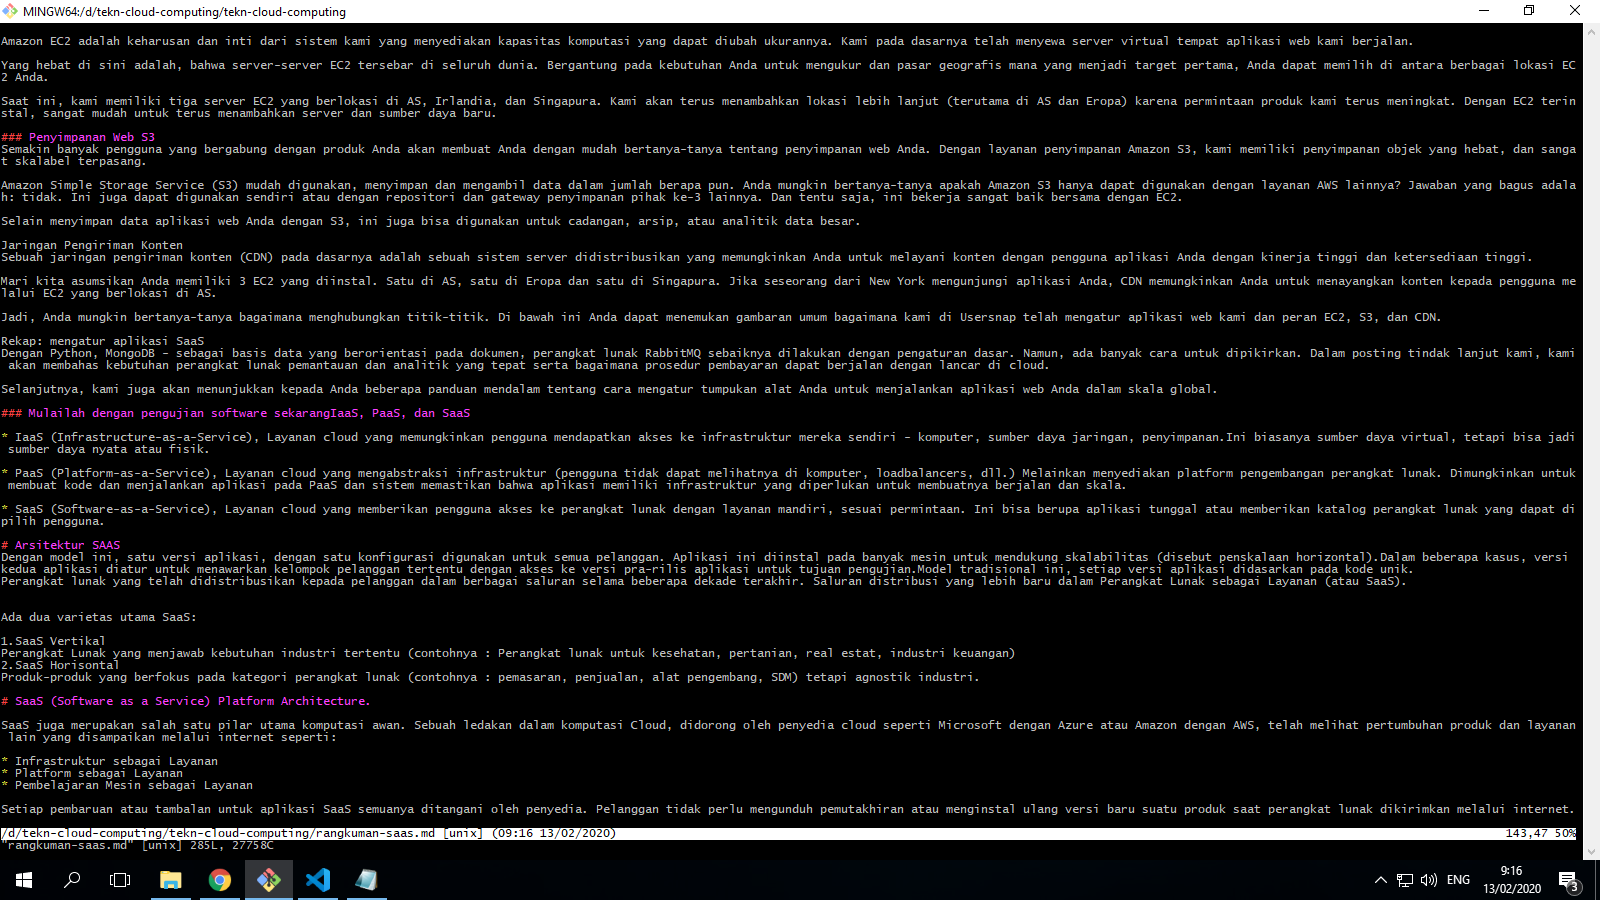 MINGW64:/d/tekn-cloud-computing/tekn-cloud-computing
Amazon EC2 adalah keharusan dan inti dari sistem kami yang menyediakan kapasitas komputasi yang dapat diubah ukurannya. Kami pada dasarnya telah menyewa server virtual tempat aplikasi web kami berjalan.
Yang hebat di sini adalah, bahwa server-server EC2 tersebar di seluruh dunia. Bergantung pada kebutuhan Anda untuk mengukur dan pasar geografis mana yang menjadi target pertama, Anda dapat memilih di antara berbagai lokasi EC
2 Anda.
Saat ini, kami memiliki tiga server EC2 yang berlokasi di AS, Irlandia, dan Singapura. Kami akan terus menambahkan lokasi lebih lanjut (terutama di AS dan Eropa) karena permintaan produk kami terus meningkat. Dengan EC2 terin
stal, sangat mudah untuk terus menambahkan server dan sumber daya baru.
### Penyimpanan Web S3
Semakin banyak pengguna yang bergabung dengan produk Anda akan membuat Anda dengan mudah bertanya-tanya tentang penyimpanan web Anda. Dengan layanan penyimpanan Amazon S3, kami memiliki penyimpanan objek yang hebat, dan sanga
t skalabel terpasang.
Amazon Simple Storage Service (S3) mudah digunakan, menyimpan dan mengambil data dalam jumlah berapa pun. Anda mungkin bertanya-tanya apakah Amazon S3 hanya dapat digunakan dengan layanan AWS lainnya? Jawaban yang bagus adala
h: tidak. Ini juga dapat digunakan sendiri atau dengan repositori dan gateway penyimpanan pihak ke-3 lainnya. Dan tentu saja, ini bekerja sangat baik bersama dengan EC2.
Selain menyimpan data aplikasi web Anda dengan S3, ini juga bisa digunakan untuk cadangan, arsip, atau analitik data besar.
Jaringan Pengiriman Konten
Sebuah jaringan pengiriman konten (CDN) pada dasarnya adalah sebuah sistem server didistribusikan yang memungkinkan Anda untuk melayani konten dengan pengguna aplikasi Anda dengan kinerja tinggi dan ketersediaan tinggi.
Mari kita asumsikan Anda memiliki 3 EC2 yang diinstal. Satu di AS, satu di Eropa dan satu di Singapura. Jika seseorang dari New York mengunjungi aplikasi Anda, CDN memungkinkan Anda untuk menayangkan konten kepada pengguna me
lalui EC2 yang berlokasi di AS.
Jadi, Anda mungkin bertanya-tanya bagaimana menghubungkan titik-titik. Di bawah ini Anda dapat menemukan gambaran umum bagaimana kami di Usersnap telah mengatur aplikasi web kami dan peran EC2, S3, dan CDN.
Rekap: mengatur aplikasi SaaS
Dengan Python, MongoDB - sebagai basis data yang berorientasi pada dokumen, perangkat lunak RabbitMQ sebaiknya dilakukan dengan pengaturan dasar. Namun, ada banyak cara untuk dipikirkan. Dalam posting tindak lanjut kami, kami
akan membahas kebutuhan perangkat lunak pemantauan dan analitik yang tepat serta bagaimana prosedur pembayaran dapat berjalan dengan lancar di cloud.
Selanjutnya, kami juga akan menunjukkan kepada Anda beberapa panduan mendalam tentang cara mengatur tumpukan alat Anda untuk menjalankan aplikasi web Anda dalam skala global.
### Mulailah dengan pengujian software sekarangIaaS, PaaS, dan SaaS
* IaaS (Infrastructure-as-a-Service), Layanan cloud yang memungkinkan pengguna mendapatkan akses ke infrastruktur mereka sendiri - komputer, sumber daya jaringan, penyimpanan.Ini biasanya sumber daya virtual, tetapi bisa jadi
sumber daya nyata atau fisik.
* PaaS (Platform-as-a-Service), Layanan cloud yang mengabstraksi infrastruktur (pengguna tidak dapat melihatnya di komputer, loadbalancers, dll.) Melainkan menyediakan platform pengembangan perangkat lunak. Dimungkinkan untuk
membuat kode dan menjalankan aplikasi pada PaaS dan sistem memastikan bahwa aplikasi memiliki infrastruktur yang diperlukan untuk membuatnya berjalan dan skala.
* SaaS (Software-as-a-Service), Layanan cloud yang memberikan pengguna akses ke perangkat lunak dengan layanan mandiri, sesuai permintaan. Ini bisa berupa aplikasi tunggal atau memberikan katalog perangkat lunak yang dapat di
pilih pengguna.
# Arsitektur SAAS
Dengan model ini, satu versi aplikasi, dengan satu konfigurasi digunakan untuk semua pelanggan. Aplikasi ini diinstal pada banyak mesin untuk mendukung skalabilitas (disebut penskalaan horizontal).Dalam beberapa kasus, versi
kedua aplikasi diatur untuk menawarkan kelompok pelanggan tertentu dengan akses ke versi pra-rilis aplikasi untuk tujuan pengujian.Model tradisional ini, setiap versi aplikasi didasarkan pada kode unik.
Perangkat lunak yang telah didistribusikan kepada pelanggan dalam berbagai saluran selama beberapa dekade terakhir. Saluran distribusi yang lebih baru dalam Perangkat Lunak sebagai Layanan (atau SaaS).
Ada dua varietas utama SaaS:
1.SaaS Vertikal
Perangkat Lunak yang menjawab kebutuhan industri tertentu (contohnya : Perangkat lunak untuk kesehatan, pertanian, real estat, industri keuangan)
2.SaaS Horisontal
Produk-produk yang berfokus pada kategori perangkat lunak (contohnya : pemasaran, penjualan, alat pengembang, SDM) tetapi agnostik industri.
# SaaS (Software as a Service) Platform Architecture.
SaaS juga merupakan salah satu pilar utama komputasi awan. Sebuah ledakan dalam komputasi Cloud, didorong oleh penyedia cloud seperti Microsoft dengan Azure atau Amazon dengan AWS, telah melihat pertumbuhan produk dan layanan
lain yang disampaikan melalui internet seperti:
* Infrastruktur sebagai Layanan
* Platform sebagai Layanan
* Pembelajaran Mesin sebagai Layanan
Setiap pembaruan atau tambalan untuk aplikasi SaaS semuanya ditangani oleh penyedia. Pelanggan tidak perlu mengunduh pemutakhiran atau menginstal ulang versi baru suatu produk saat perangkat lunak dikirimkan melalui internet.
/d/tekn-cloud-computing/tekn-cloud-computing/rangkuman-saas.md [unix] (09:16 13/02/2020) 143,47 50%
"rangkuman-saas.md" [unix] 285L, 27758C
ENG
9:16
13/02/2020
3